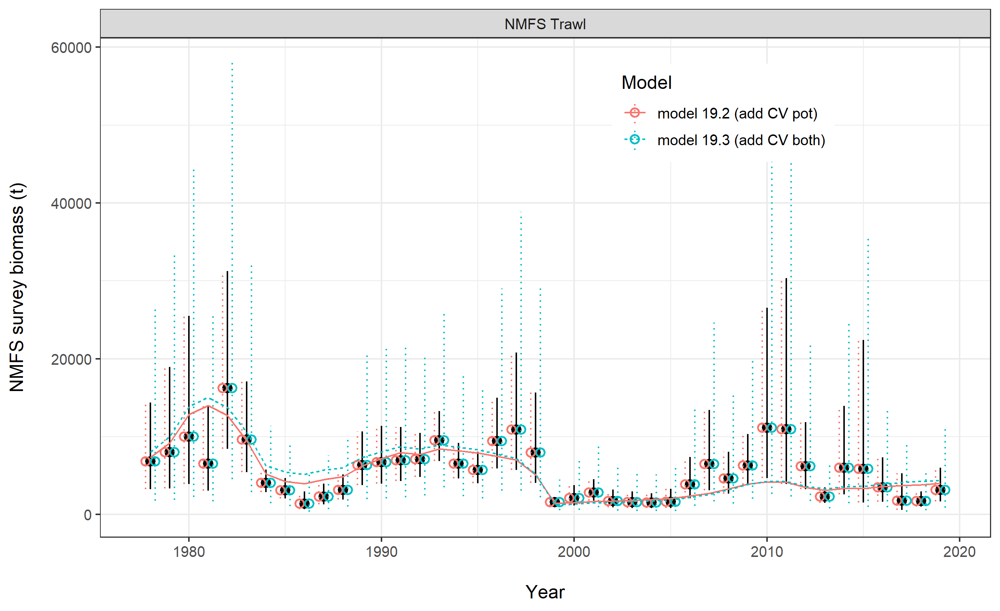 NMFS Trawl
60000
40000
20000
0
NMFS survey biomass (t)
Model
model 19.2 (add CV pot)
model 19.3 (add CV both)
1980 1990 2000 2010 2020
Year